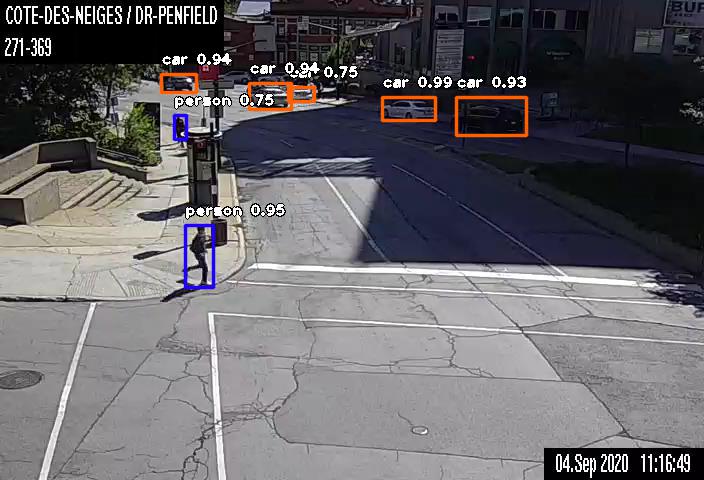 COTE-DES-NEIGES / DR-PENFIELD
271-369
car 0.94
car 0.94
car 0.75
car 0.99
car 0.93
person 0.75
person 0.95
BUR
04.Sep 2020 11:16:49